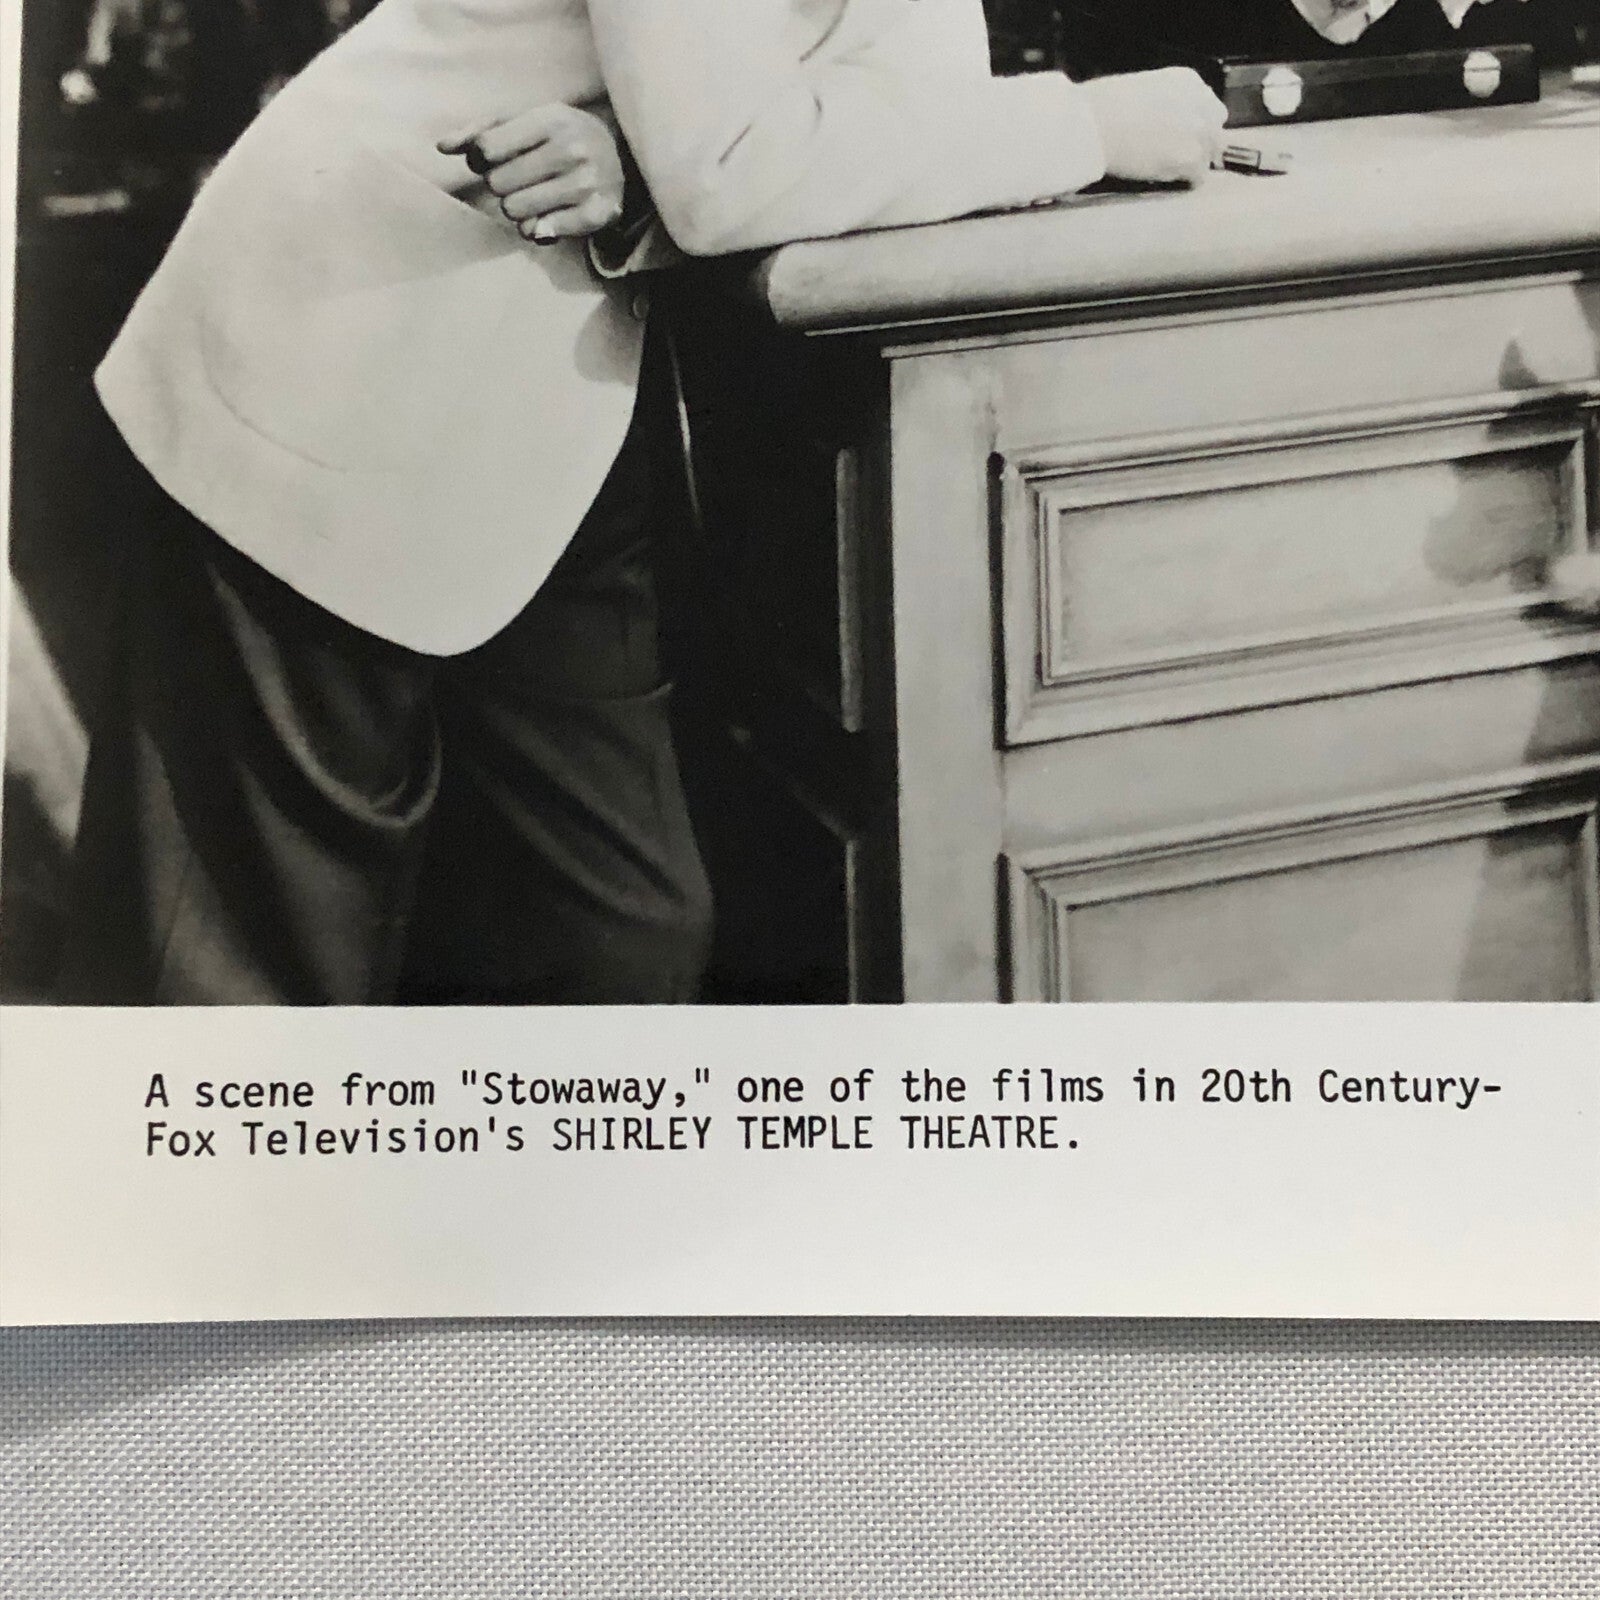 A scene from "Stowaway," one of the films in 20th Century-
Fox Television's SHIRLEY TEMPLE THEATRE.